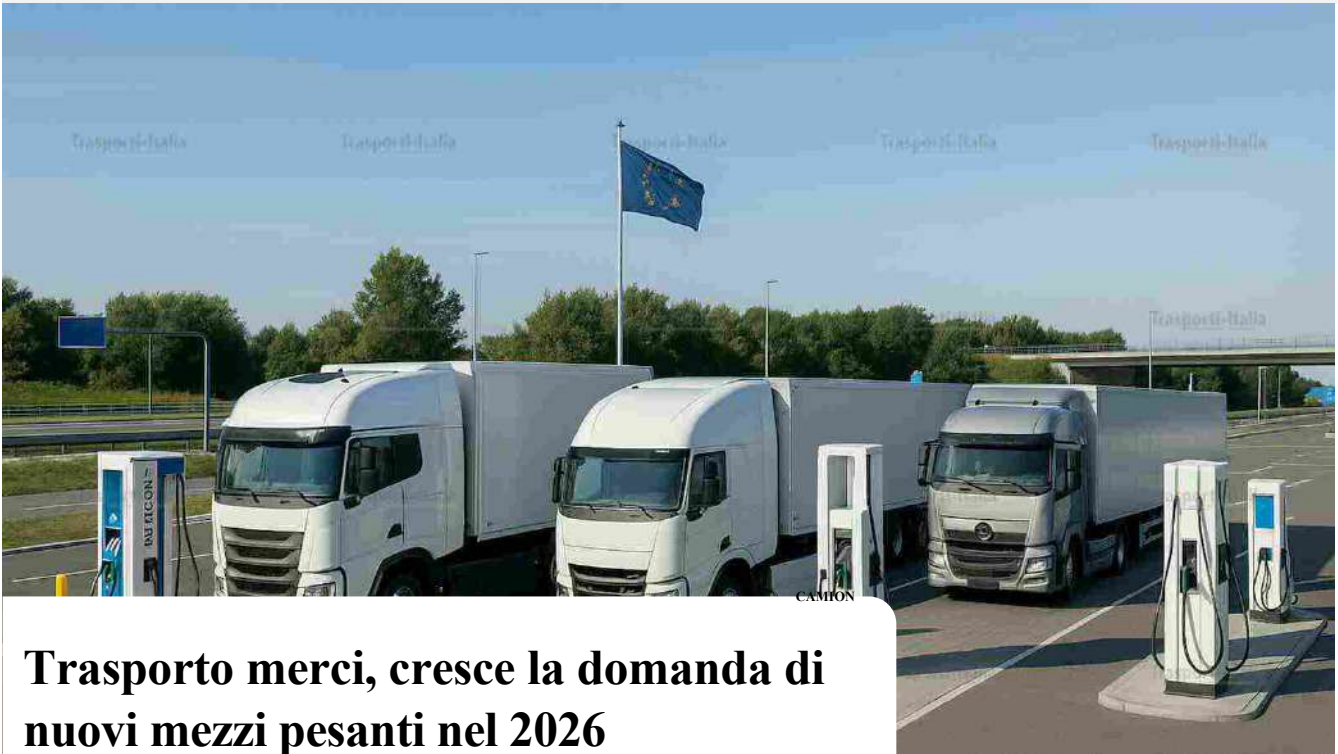 Trasporti-Italia Trasporti-Italia Trasporti-Italia Trasporti-Italia Trasporti-Italia
Trasporti-Italia
CAMION
Trasporto merci, cresce la domanda di
nuovi mezzi pesanti nel 2026